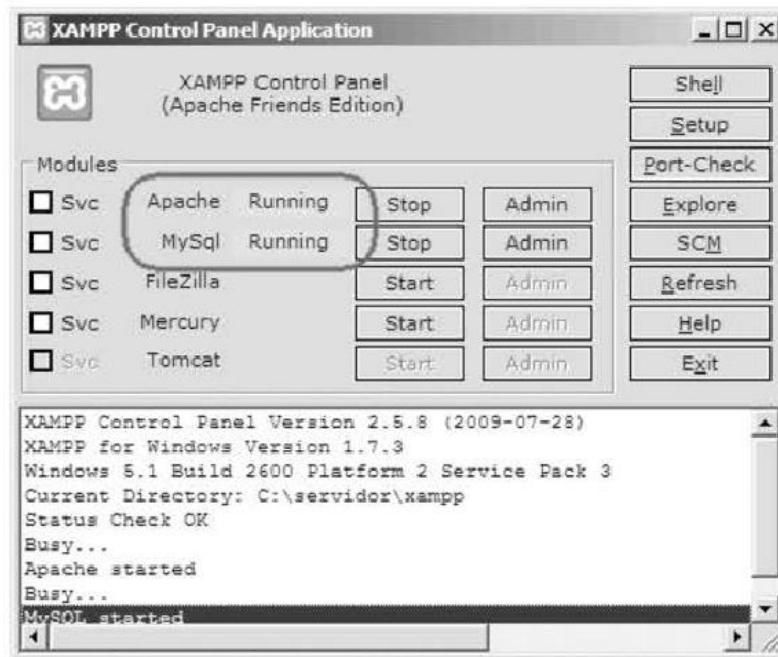 XAMPP Control Panel Application
XAMPP Control Panel
(Apache Friends Edition)
Shell
Setup
Port-Check
Explore
SCM
Refresh
Help
Exit
Modules
Svc Apache Running Stop Admin
Svc MySql Running Stop Admin
Svc FileZilla Start Admin
Svc Mercury Start Admin
Svc Tomcat Start Admin
XAMPP Control Panel Version 2.5.8 (2009-07-28)
XAMPP for Windows Version 1.7.3
Windows 5.1 Build 2600 Platform 2 Service Pack 3
Current Directory: C:\servidor\xampp
Status Check OK
Busy...
Apache started
Busy...
MySQL started